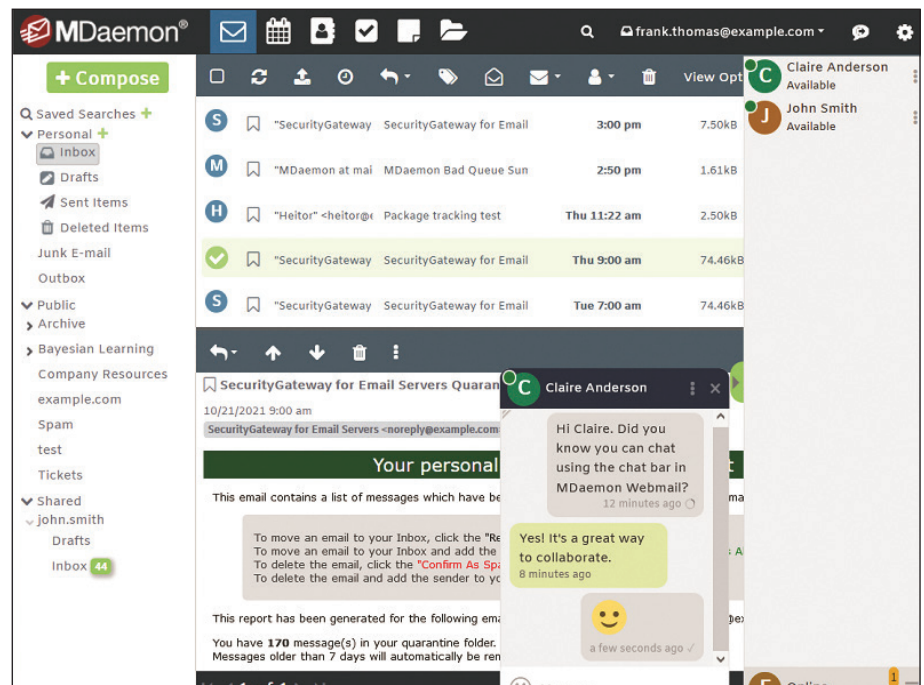 MDaemon®
frank.thomas@example.com
+ Compose
Saved Searches +
Personal +
Inbox
Drafts
Sent Items
Deleted Items
Junk E-mail
Outbox
Public
Archive
Bayesian Learning
Company Resources
example.com
Spam
test
Tickets
Shared
john.smith
Drafts
Inbox 44
View Opt
S "SecurityGateway SecurityGateway for Email 3:00 pm 7.50kB
M "MDaemon at mai MDaemon Bad Queue Sun 2:50 pm 1.61kB
H "Heitor" <heitor@ Package tracking test Thu 11:22 am 2.50kB
"SecurityGateway SecurityGateway for Email Thu 9:00 am 74.46kB
S "SecurityGateway SecurityGateway for Email Tue 7:00 am 74.46kB
SecurityGateway for Email Servers Quaran
10/21/2021 9:00 am
SecurityGateway for Email Servers <noreply@example.com
Your personal
This email contains a list of messages which have be
To move an email to your Inbox, click the "Re
To move an email to your Inbox and add the
To delete the email, click the "Confirm As Spa
To delete the email and add the sender to yo
This report has been generated for the following ema
You have 170 message(s) in your quarantine folder.
Messages older than 7 days will automatically be rem
C Claire Anderson
Available
J John Smith
Available
C Claire Anderson
Hi Claire. Did you
know you can chat
using the chat bar in
MDaemon Webmail?
12 minutes ago
Yes! It's a great way
to collaborate.
8 minutes ago
a few seconds ago
Online
1